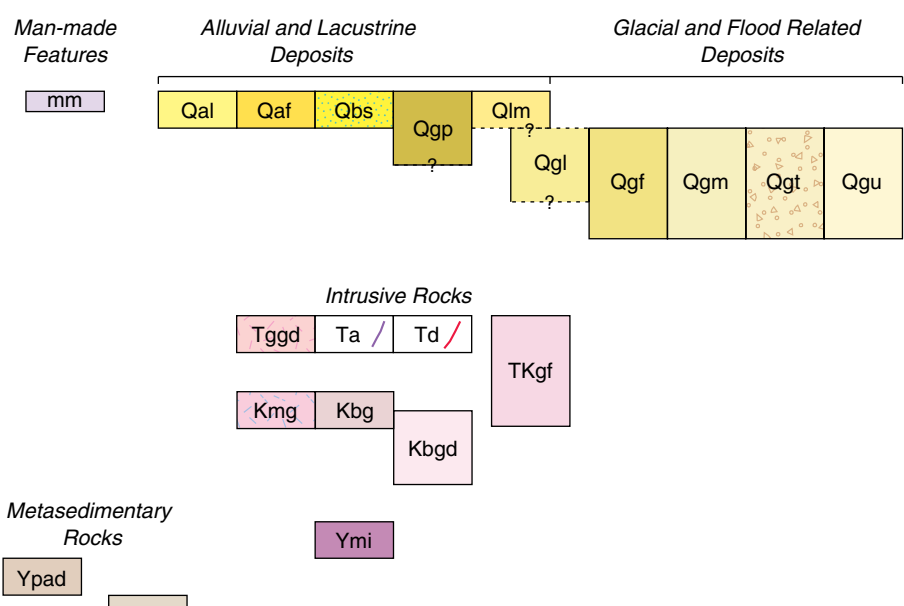 Man-made
Features
Alluvial and Lacustrine
Deposits
Glacial and Flood Related
Deposits
mm
Qal
Qaf
Qbs
Qgp
Qlm
?
?
Qgl
?
Qgf
Qgm
Qgt
Qgu
Intrusive Rocks
Tggd
Ta
Td
TKgf
Kmg
Kbg
Kbgd
Metasedimentary
Rocks
Ymi
Ypad